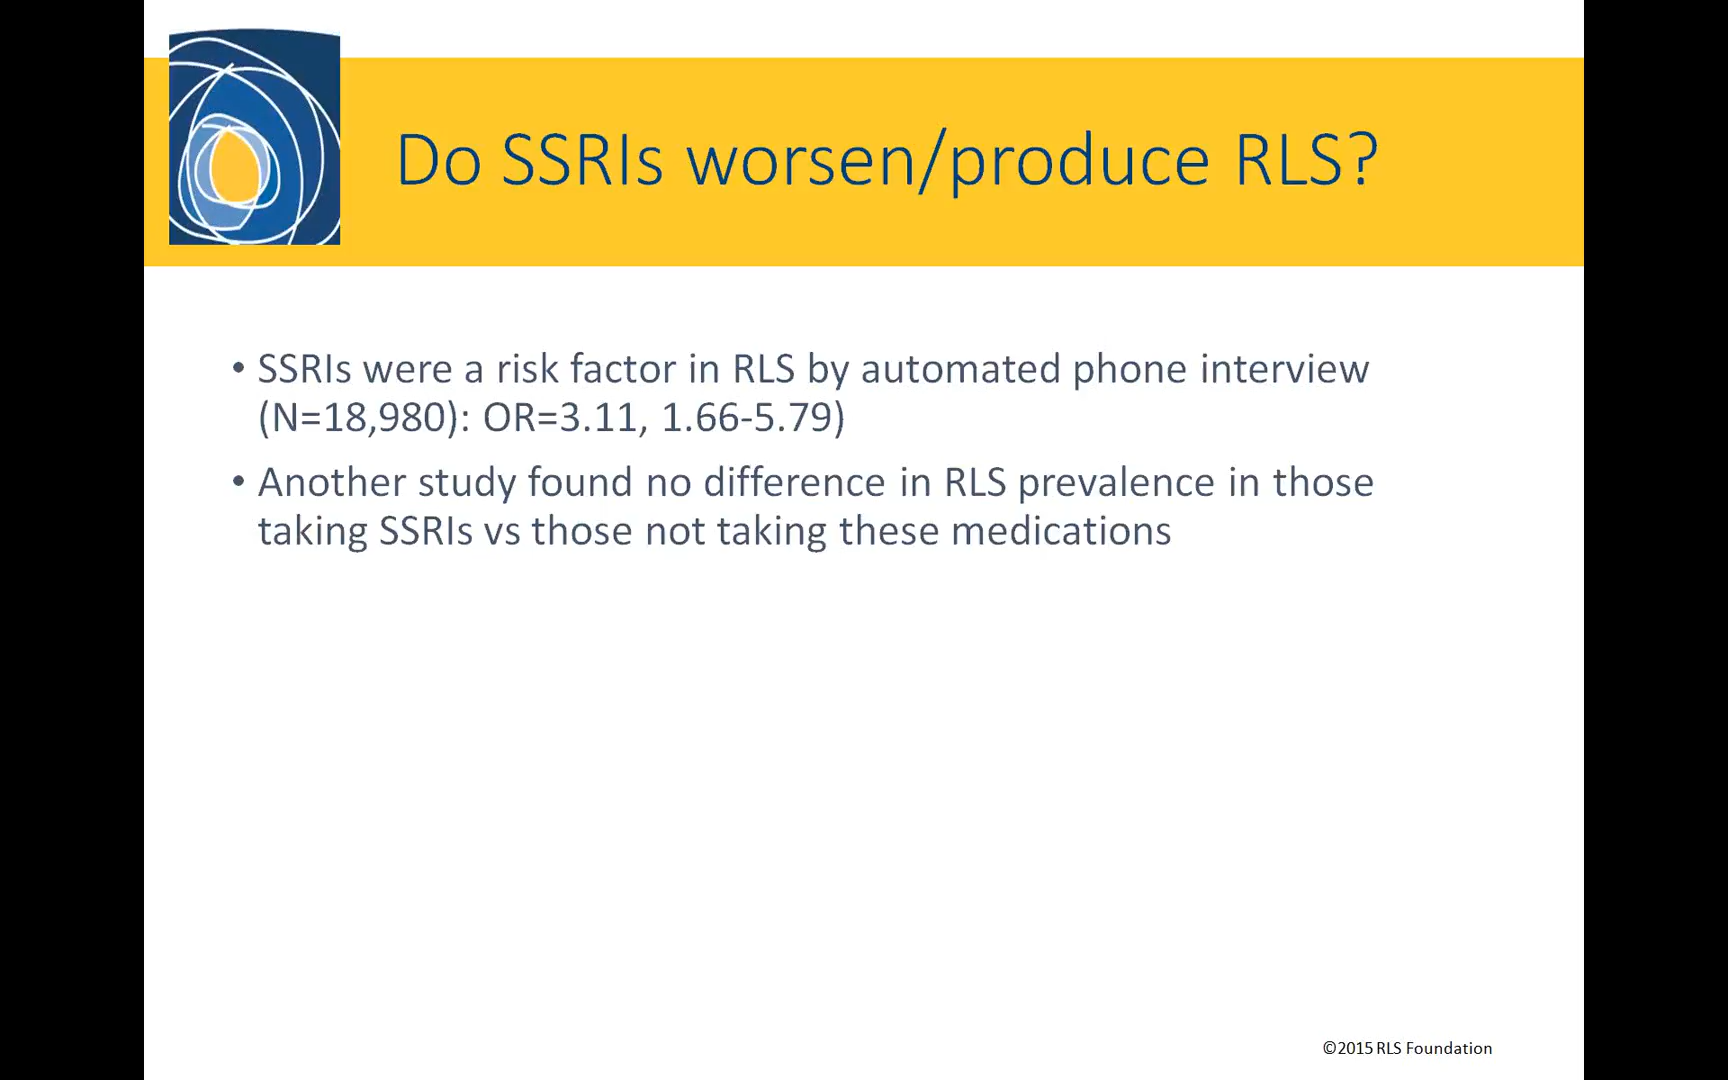 Do SSRIs worsen/produce RLS?
• SSRIs were a risk factor in RLS by automated phone interview
(N=18,980): OR=3.11, 1.66-5.79)
• Another study found no difference in RLS prevalence in those
taking SSRIs vs those not taking these medications
©2015 RLS Foundation